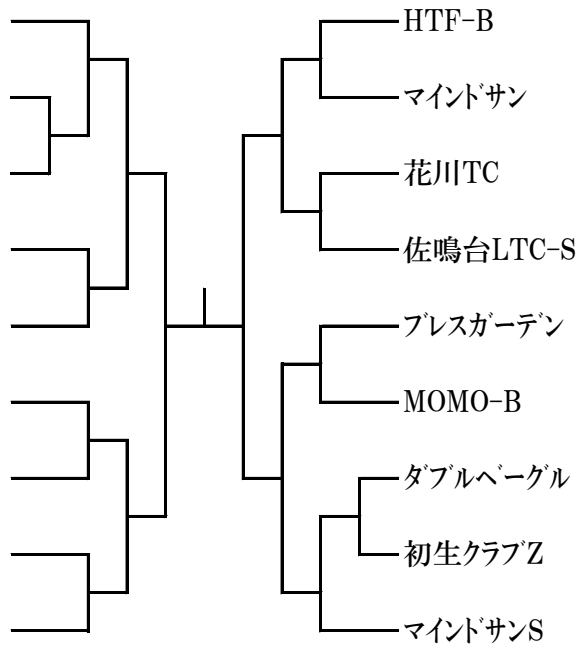 HTF-B
マインドサン
花川TC
佐鳴台LTC-S
ブレスガーデン
MOMO-B
ダブルベーグル
初生クラブZ
マインドサンS